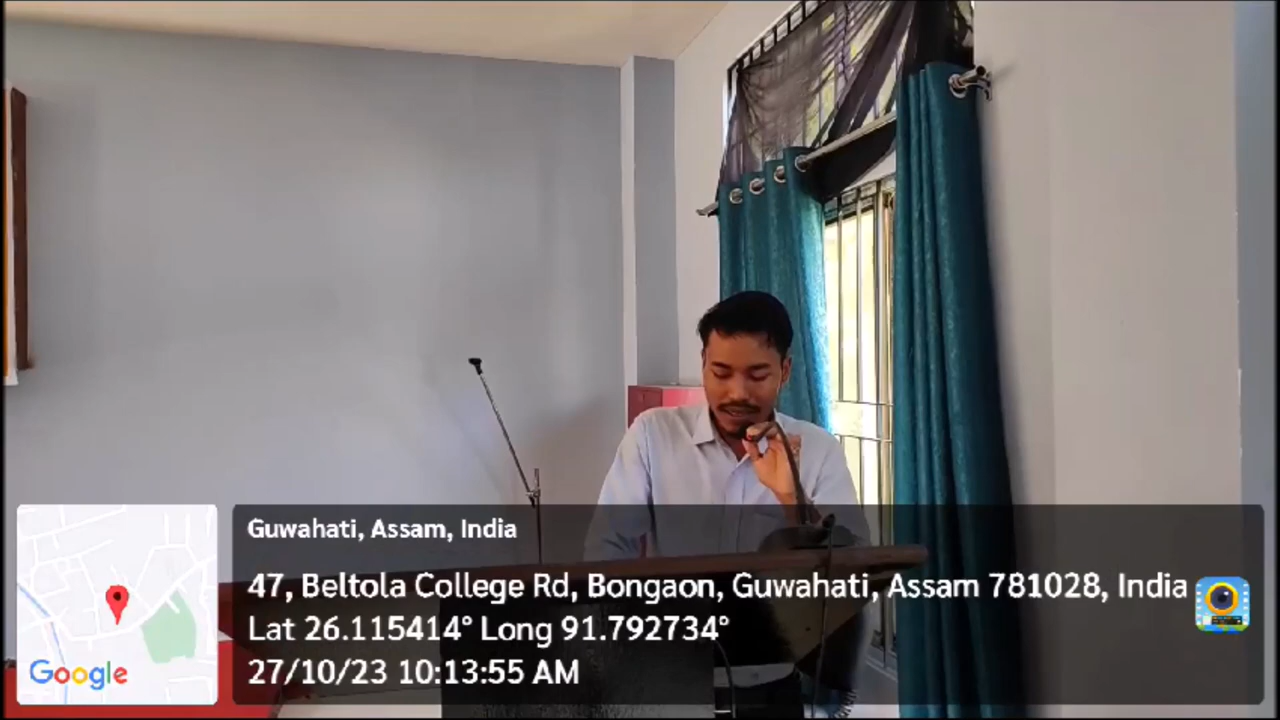 Guwahati, Assam, India
47, Beltola College Rd, Bongaon, Guwahati, Assam 781028, India
Lat 26.115414° Long 91.792734°
27/10/23 10:13:55 AM
Google